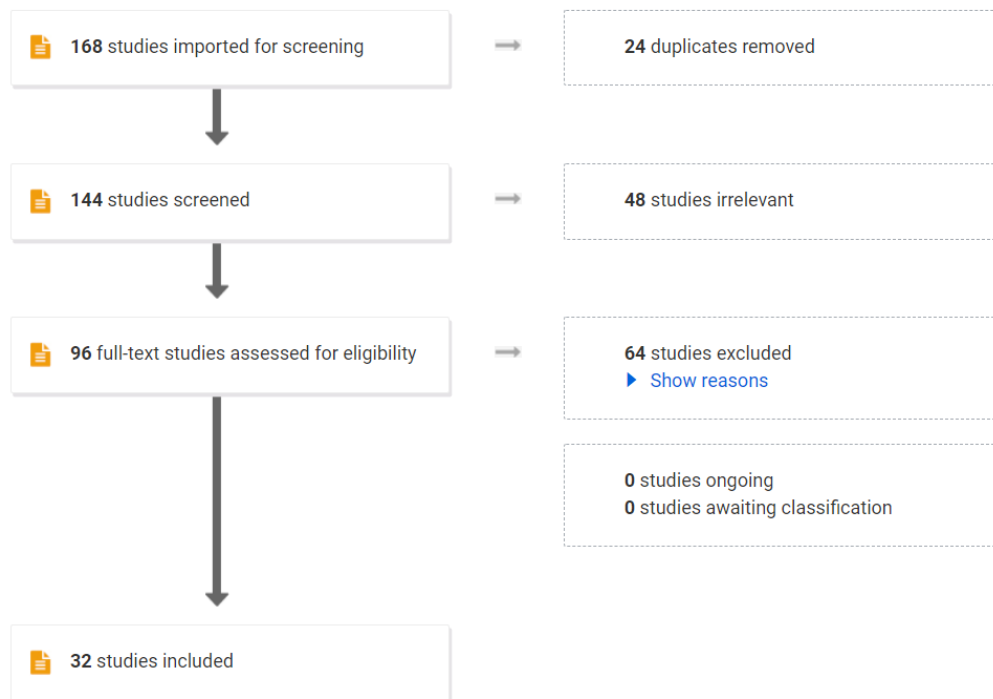 168 studies imported for screening
24 duplicates removed
144 studies screened
48 studies irrelevant
96 full-text studies assessed for eligibility
64 studies excluded
Show reasons
0 studies ongoing
0 studies awaiting classification
32 studies included